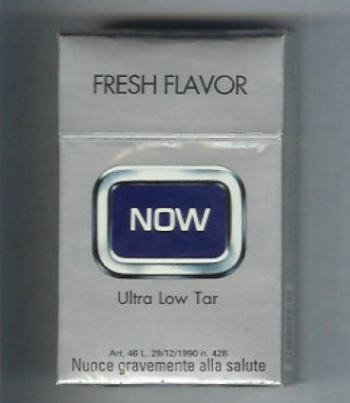 FRESH FLAVOR
NOW
Ultra Low Tar
Art. 46 L. 29/12/1990 n. 428
Nuoce gravemente alla salute